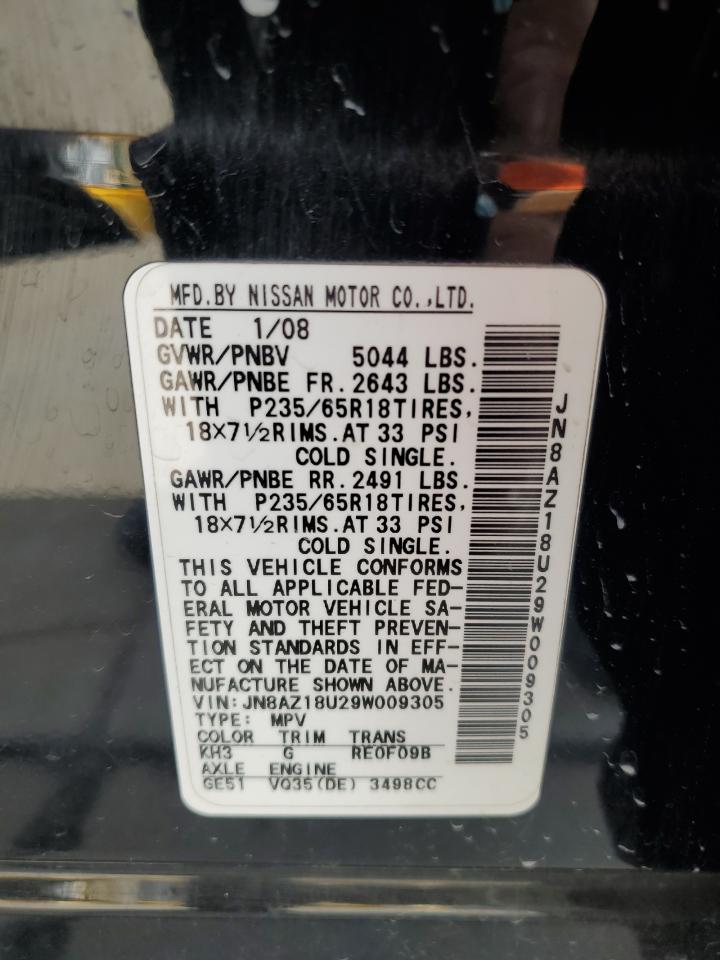 MFD.BY NISSAN MOTOR CO.,LTD.
DATE 1/08
GVWR/PNBV 5044 LBS.
GAWR/PNBE FR. 2643 LBS.
WITH P235/65R18TIRES,
18×7 1/2RIMS.AT 33 PSI
COLD SINGLE.
GAWR/PNBE RR. 2491 LBS.
WITH P235/65R18TIRES,
18×7 1/2RIMS.AT 33 PSI
COLD SINGLE.
THIS VEHICLE CONFORMS
TO ALL APPLICABLE FED-
ERAL MOTOR VEHICLE SA-
FETY AND THEFT PREVEN-
TION STANDARDS IN EFF-
ECT ON THE DATE OF MA-
NUFACTURE SHOWN ABOVE.
VIN:JN8AZ18U29W009305
TYPE: MPV
COLOR TRIM TRANS
KH3 G RE0F09B
AXLE ENGINE
GE51 VQ35(DE) 3498CC
JN8AZ18U29W009305